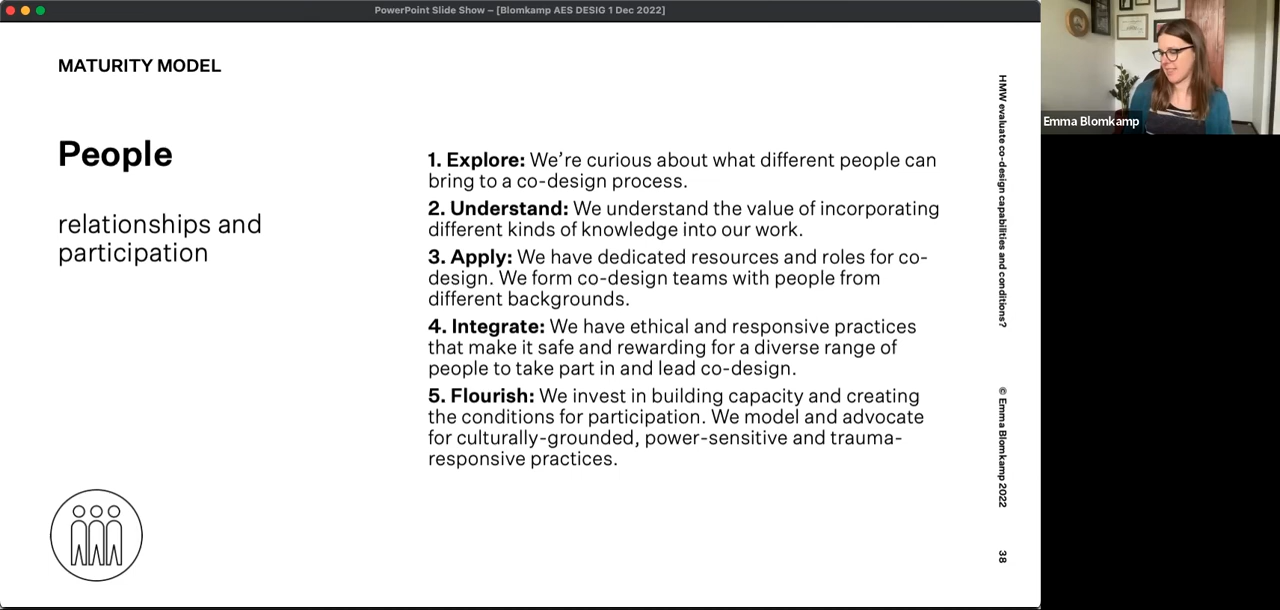 PowerPoint Slide Show – [Blomkamp AES DESIG 1 Dec 2022]
MATURITY MODEL
People
relationships and
participation
1. Explore: We’re curious about what different people can
bring to a co-design process.
2. Understand: We understand the value of incorporating
different kinds of knowledge into our work.
3. Apply: We have dedicated resources and roles for co-
design. We form co-design teams with people from
different backgrounds.
4. Integrate: We have ethical and responsive practices
that make it safe and rewarding for a diverse range of
people to take part in and lead co-design.
5. Flourish: We invest in building capacity and creating
the conditions for participation. We model and advocate
for culturally-grounded, power-sensitive and trauma-
responsive practices.
HMW evaluate co-design capabilities and conditions?
© Emma Blomkamp 2022
38
Emma Blomkamp